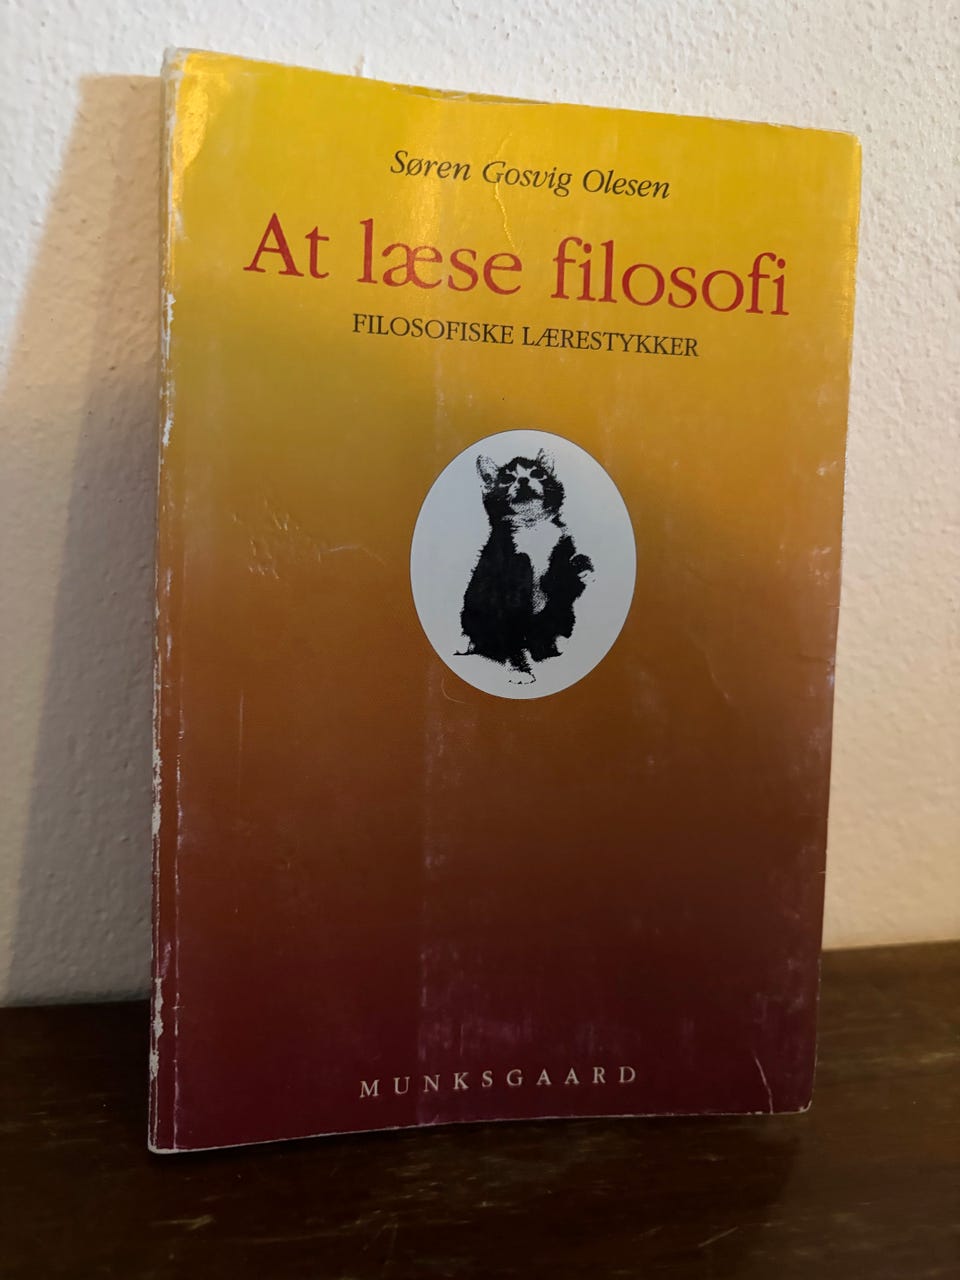 Søren Gosvig Olesen
At læse filosofi
FILOSOFISKE LÆRESTYKKER
MUNKSGAARD